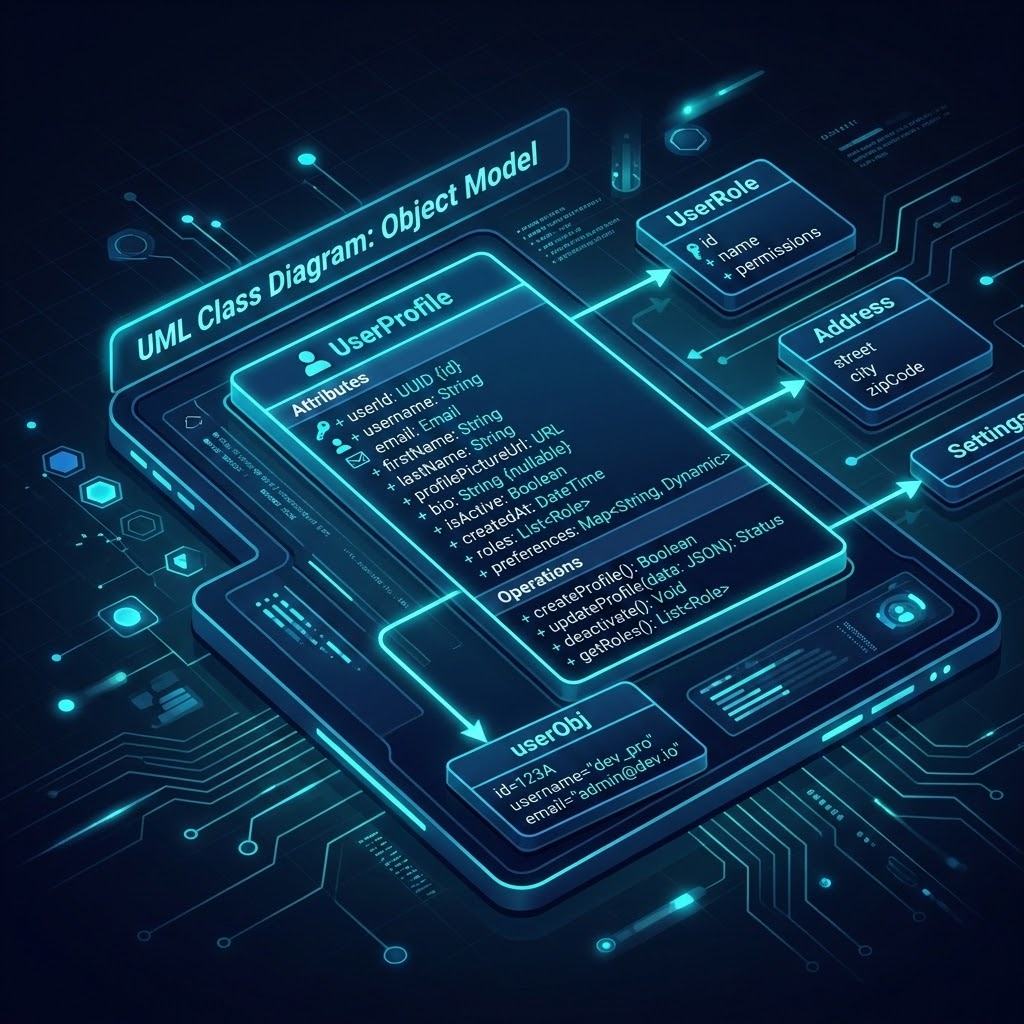 UML Class Diagram: Object Model
UserProfile
Attributes
+ userId: UUID {id}
+ username: String
email: Email
+ firstName: String
+ lastName: String
+ profilePictureUrl: URL
+ bio: String {nullable}
+ isActive: Boolean
+ createdAt: DateTime
+ roles: List<Role>
+ preferences: Map<String, Dynamic>
Operations
+ createProfile(): Boolean
+ updateProfile(data: JSON): Status
+ deactivate(): Void
+ getRoles(): List<Role>
UserRole
id
+ name
+ permissions
Address
street
city
zipCode
Settings
userObj
id=123A
username="dev_pro"
email="admin@dev.io"